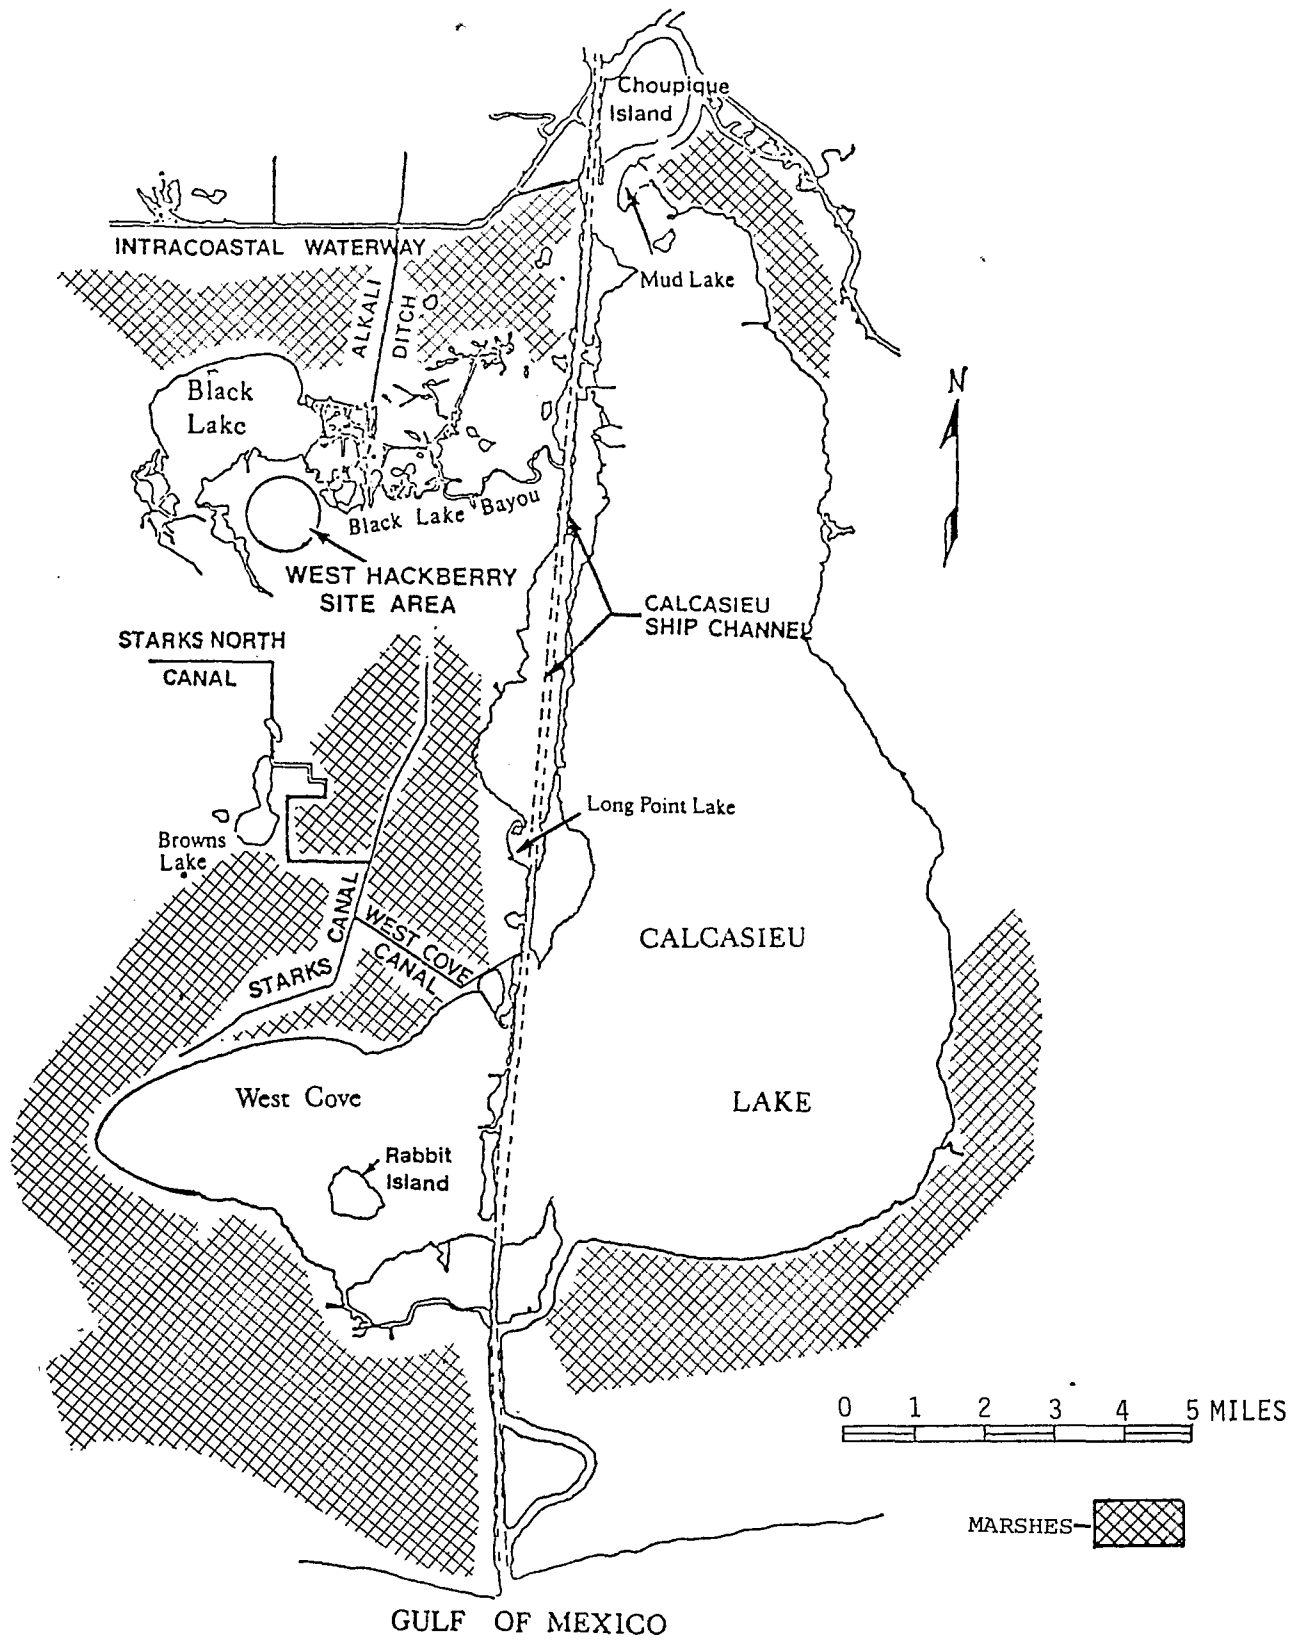 Choupique
Island
INTRACOASTAL WATERWAY
Mud Lake
ALKALI
DITCH
N
Black
Lake
Black Lake Bayou
WEST HACKBERRY
SITE AREA
CALCASIEU
SHIP CHANNEL
STARKS NORTH
CANAL
Long Point Lake
Browns
Lake
STARKS CANAL
WEST COVE
CANAL
CALCASIEU
LAKE
West Cove
Rabbit
Island
0 1 2 3 4 5 MILES
MARSHES
GULF OF MEXICO